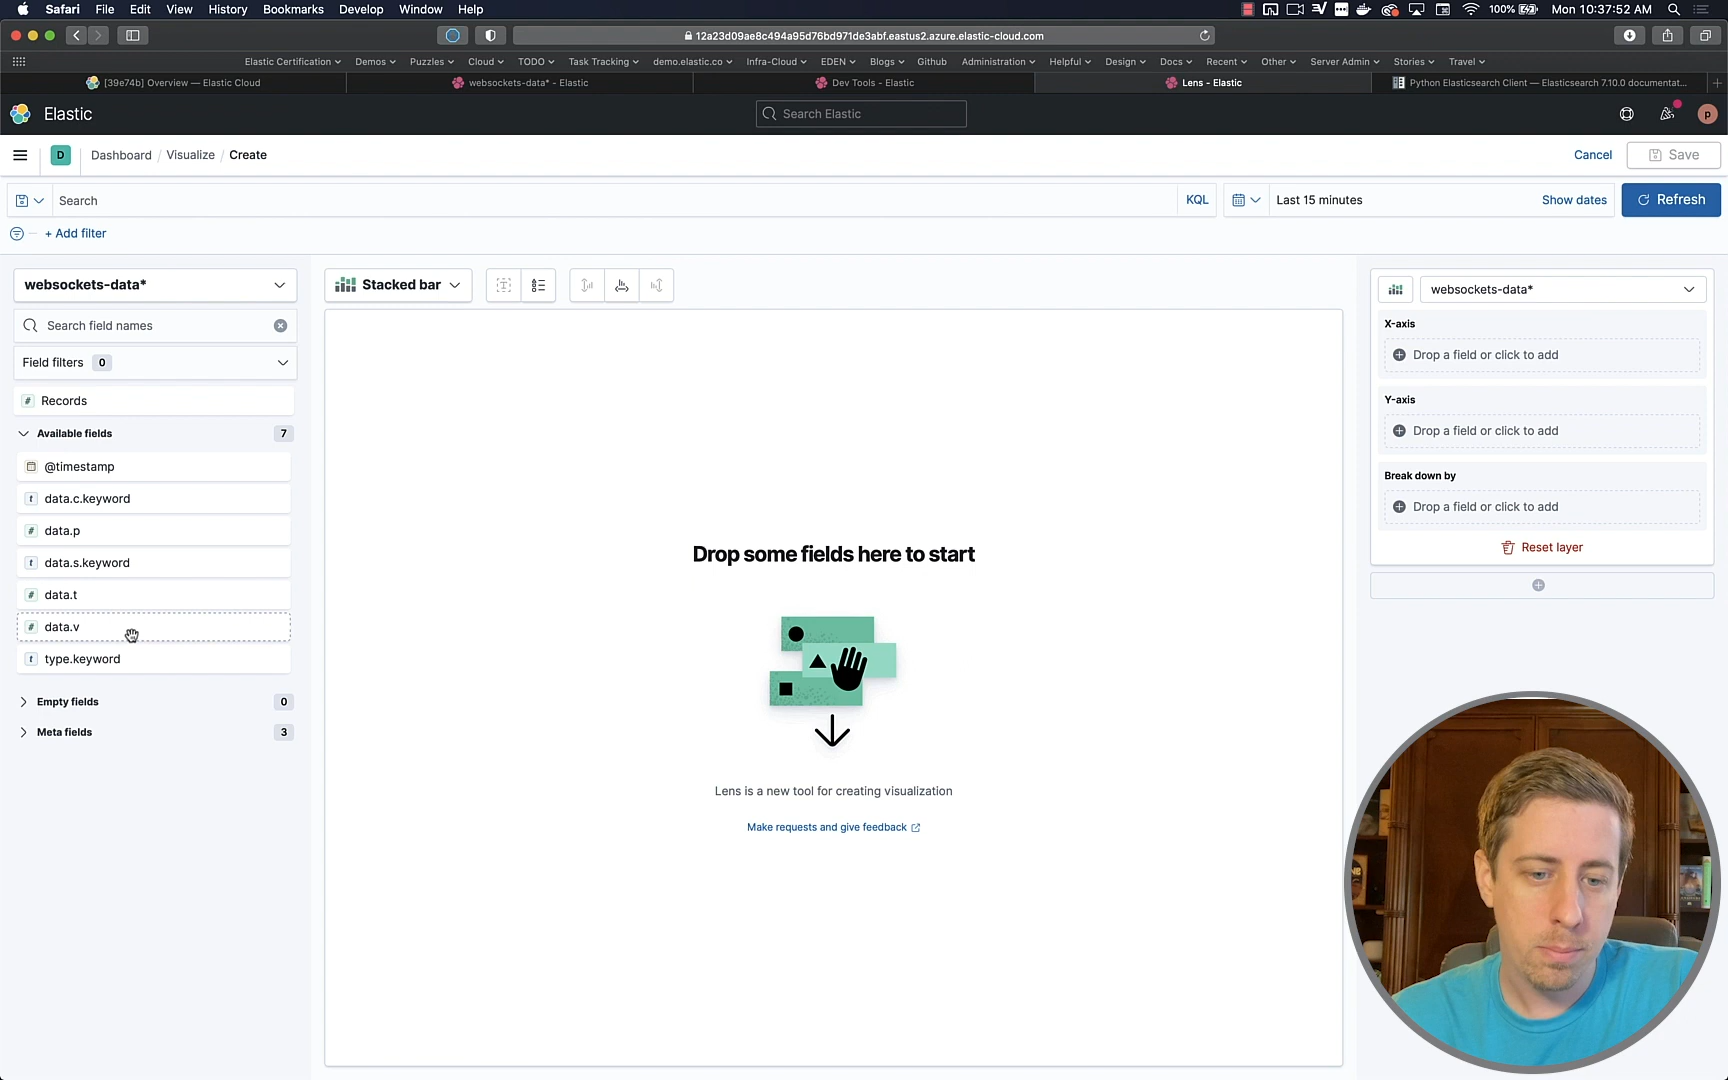 Safari File Edit View History Bookmarks Develop Window Help 100% Mon 10:37:52 AM
12a23d09ae8c494a95d76bd971de3abf.eastus2.azure.elastic-cloud.com
Elastic Certification Demos Puzzles Cloud TODO Task Tracking demo.elastic.co Infra-Cloud EDEN Blogs Github Administration Helpful Design Docs Recent Other Server Admin Stories Travel
[39e74b] Overview — Elastic Cloud websockets-data* - Elastic Dev Tools - Elastic Lens - Elastic Python Elasticsearch Client — Elasticsearch 7.10.0 documentat...
Elastic Search Elastic p
D Dashboard / Visualize / Create Cancel Save
Search KQL Last 15 minutes Show dates Refresh
+ Add filter
websockets-data* Stacked bar websockets-data*
Search field names
X-axis
Field filters 0
Drop a field or click to add
# Records
Y-axis
Available fields 7
Drop a field or click to add
@timestamp
Break down by
t data.c.keyword
Drop a field or click to add
# data.p
Reset layer
t data.s.keyword
Drop some fields here to start
# data.t
# data.v
t type.keyword
Empty fields 0
Meta fields 3
Lens is a new tool for creating visualization
Make requests and give feedback